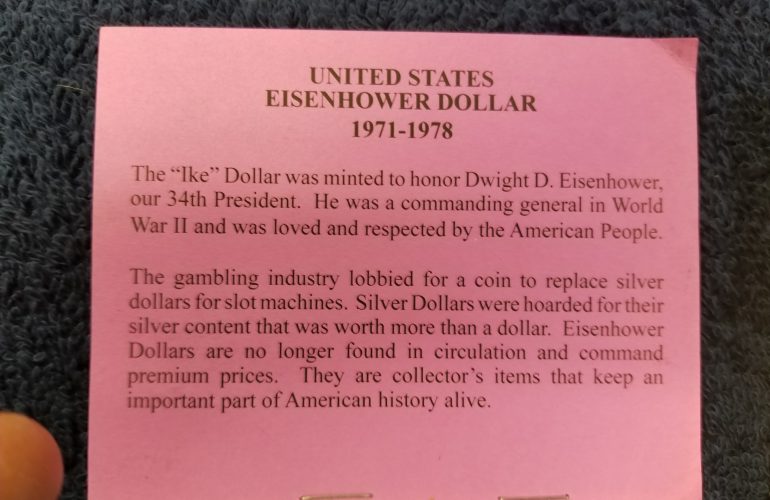 UNITED STATES
EISENHOWER DOLLAR
1971-1978
The “Ike” Dollar was minted to honor Dwight D. Eisenhower,
our 34th President. He was a commanding general in World
War II and was loved and respected by the American People.
The gambling industry lobbied for a coin to replace silver
dollars for slot machines. Silver Dollars were hoarded for their
silver content that was worth more than a dollar. Eisenhower
Dollars are no longer found in circulation and command
premium prices. They are collector’s items that keep an
important part of American history alive.